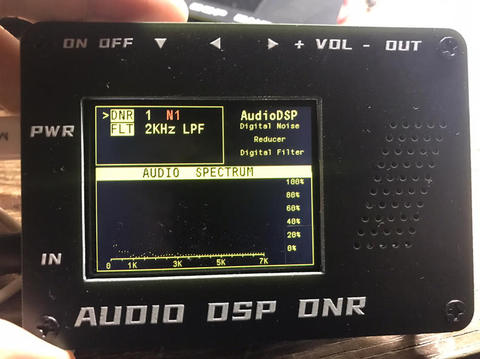 ON OFF ▼ ◀ ▶ + VOL - OUT
>DNR 1 N1
FLT 2KHz LPF
AudioDSP
Digital Noise
Reducer
Digital Filter
PWR
AUDIO SPECTRUM
100%
80%
60%
40%
20%
0%
0 1K 3K 5K 7K
IN
AUDIO DSP DNR